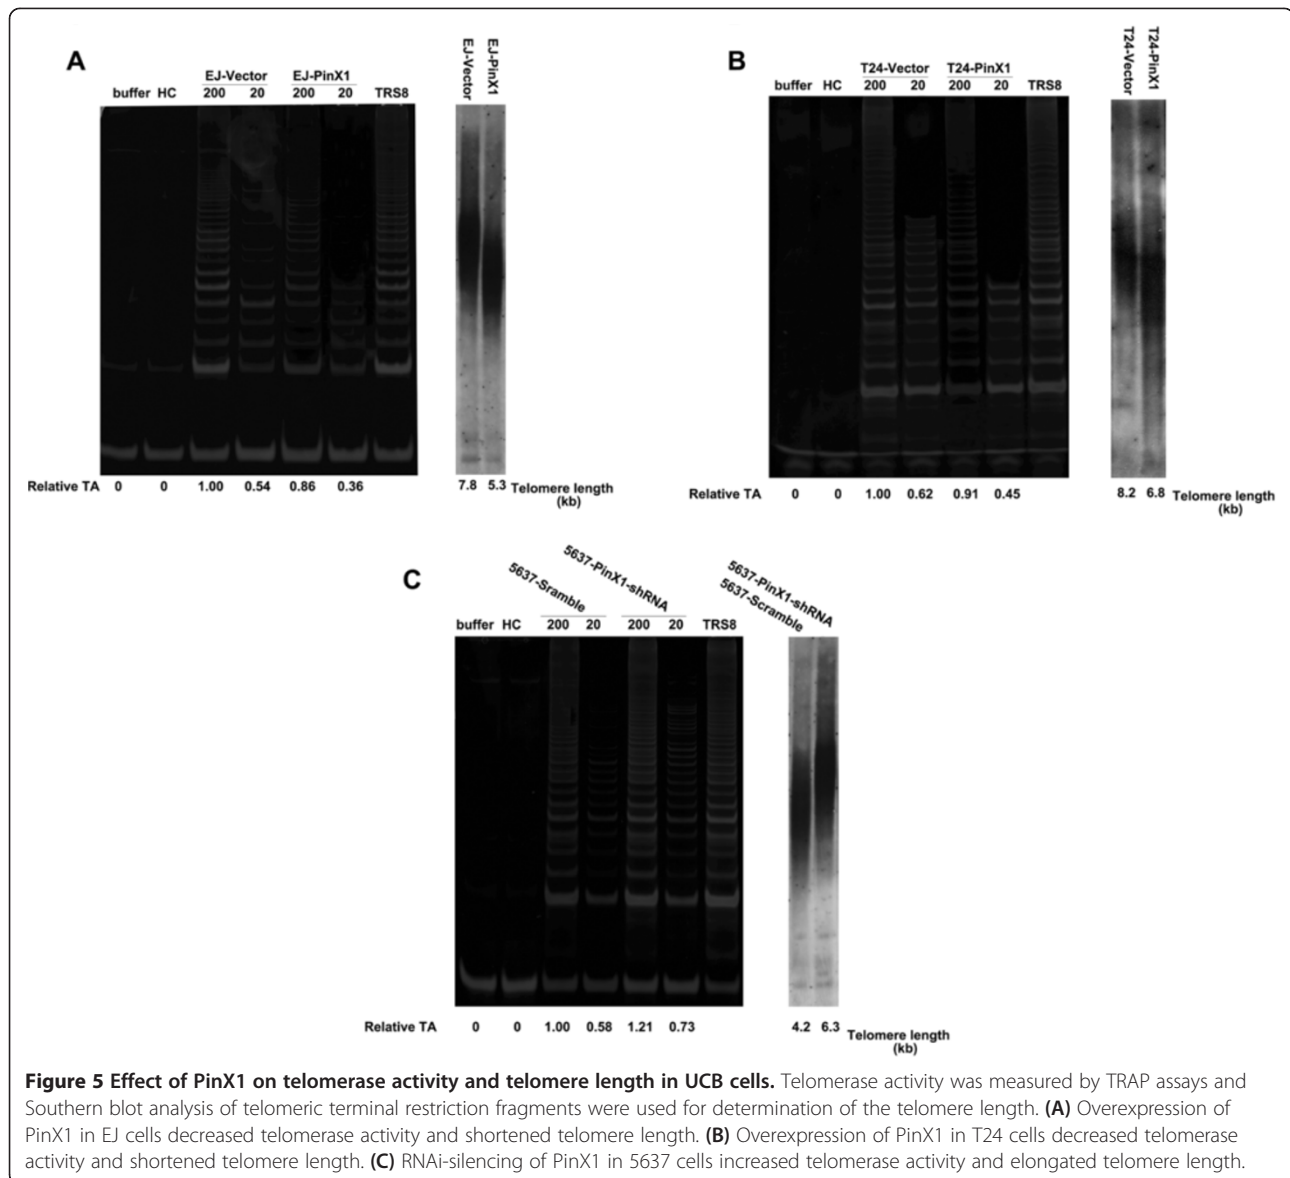 A
EJ-Vector EJ-PinX1
buffer HC 200 20 200 20 TRS8
EJ-Vector
EJ-PinX1
Relative TA 0 0 1.00 0.54 0.86 0.36
7.8 5.3 Telomere length
(kb)
B
T24-Vector T24-PinX1
buffer HC 200 20 200 20 TRS8
T24-Vector
T24-PinX1
Relative TA 0 0 1.00 0.62 0.91 0.45
8.2 6.8 Telomere length
(kb)
C
5637-Sramble
5637-PinX1-shRNA
buffer HC 200 20 200 20 TRS8
5637-PinX1-shRNA
5637-Scramble
Relative TA 0 0 1.00 0.58 1.21 0.73
4.2 6.3 Telomere length
(kb)
Figure 5 Effect of PinX1 on telomerase activity and telomere length in UCB cells. Telomerase activity was measured by TRAP assays and
Southern blot analysis of telomeric terminal restriction fragments were used for determination of the telomere length. (A) Overexpression of
PinX1 in EJ cells decreased telomerase activity and shortened telomere length. (B) Overexpression of PinX1 in T24 cells decreased telomerase
activity and shortened telomere length. (C) RNAi-silencing of PinX1 in 5637 cells increased telomerase activity and elongated telomere length.